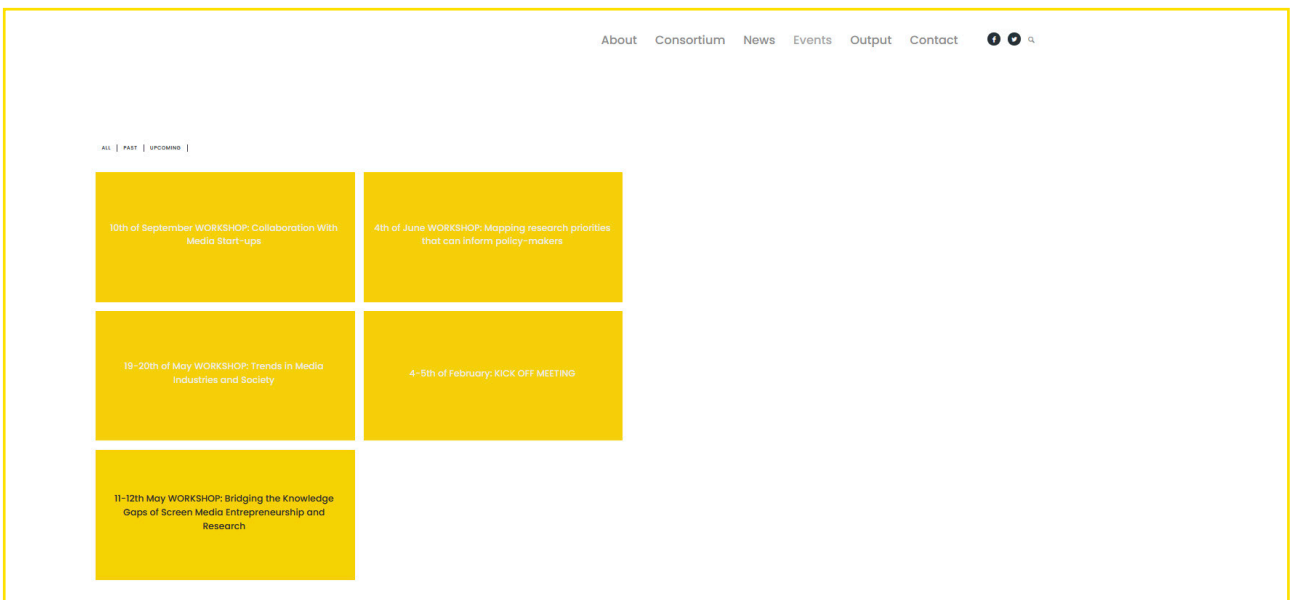 About Consortium News Events Output Contact
ALL | PAST | UPCOMING |
10th of September WORKSHOP: Collaboration With
Media Start-ups
4th of June WORKSHOP: Mapping research priorities
that can inform policy-makers
19-20th of May WORKSHOP: Trends in Media
Industries and Society
4-5th of February: KICK OFF MEETING
11-12th May WORKSHOP: Bridging the Knowledge
Gaps of Screen Media Entrepreneurship and
Research